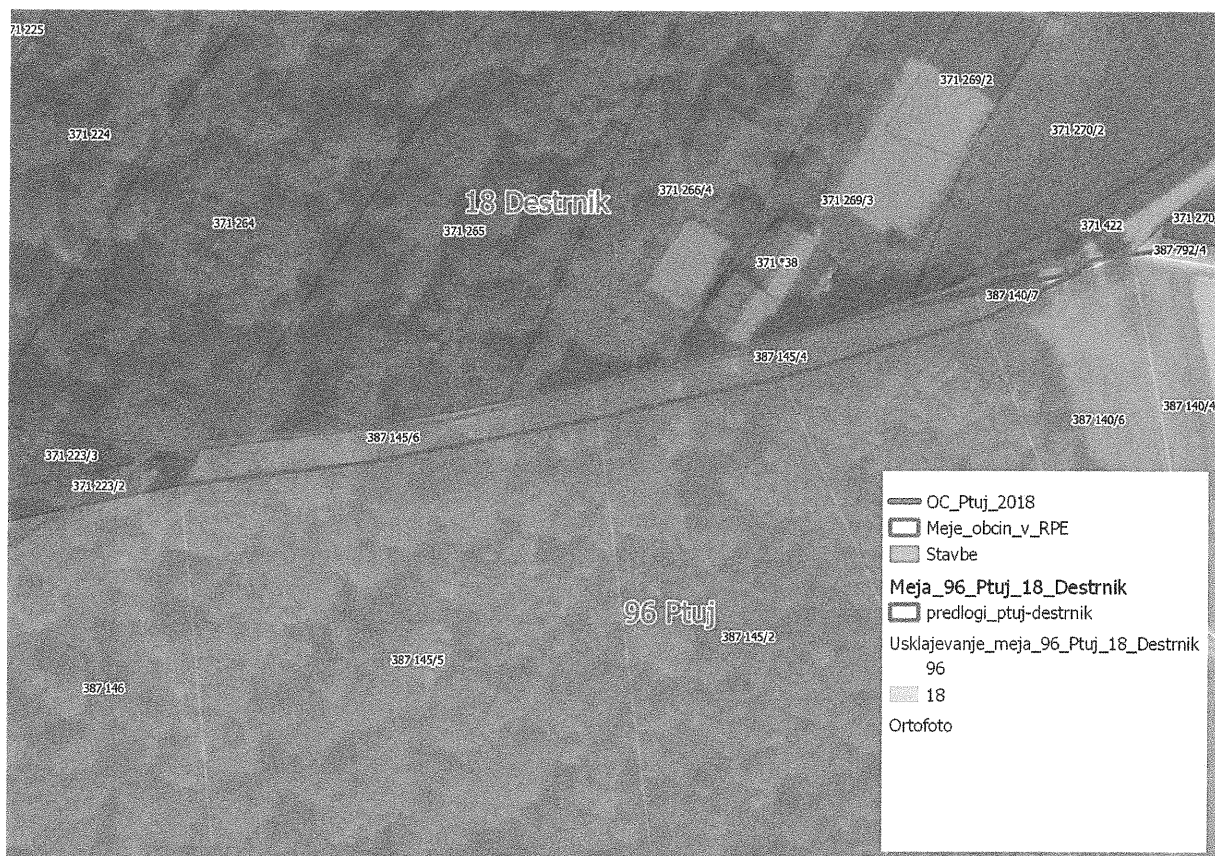 71 225
371 269/2
371 224
371 270/2
18 Destrnik
371 266/4
371 264
371 265
371 269/3
371 422
371 270
387 792/4
371 *38
387 140/7
387 145/4
387 145/6
387 140/6
387 140/4
371 223/3
371 223/2
96 Ptuj
387 145/2
387 145/5
387 146
OC_Ptuj_2018
Meje_obcin_v_RPE
Stavbe
Meja_96_Ptuj_18_Destrnik
predlogi_ptuj-destrnik
Usklajevanje_meja_96_Ptuj_18_Destrnik
96
18
Ortofoto